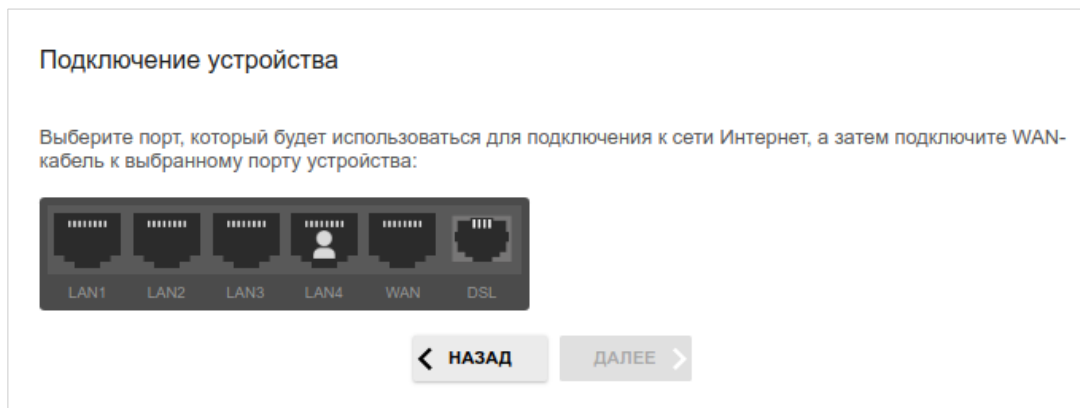 Подключение устройства
Выберите порт, который будет использоваться для подключения к сети Интернет, а затем подключите WAN-
кабель к выбранному порту устройства:
LAN1 LAN2 LAN3 LAN4 WAN DSL
НАЗАД ДАЛЕЕ